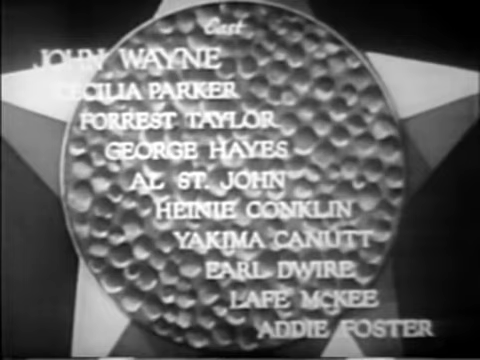 Cast
JOHN WAYNE
CECILIA PARKER
FORREST TAYLOR
GEORGE HAYES
AL ST. JOHN
HEINIE CONKLIN
YAKIMA CANUTT
EARL DWIRE
LAFE McKEE
ADDIE FOSTER